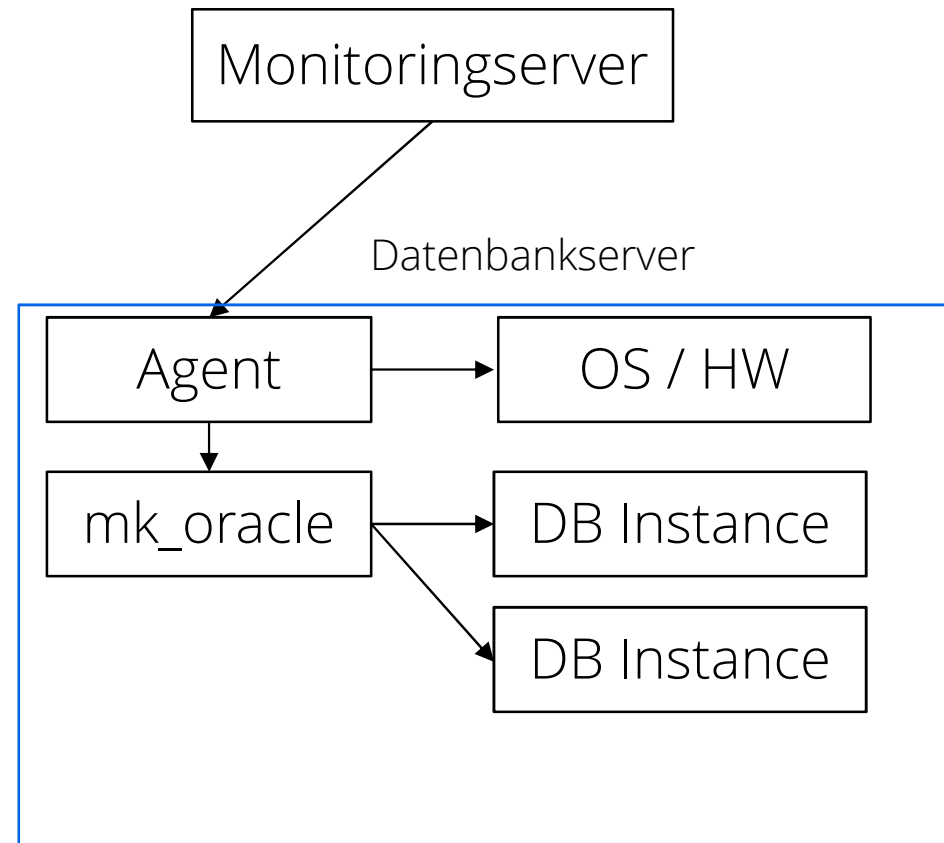 Monitoringserver
Datenbankserver
Agent
OS / HW
mk_oracle
DB Instance
DB Instance